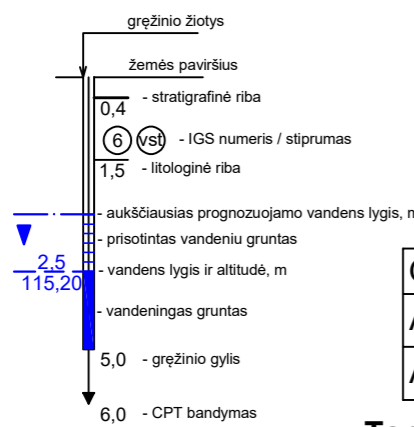 gręžinio žiotys
žemės paviršius
0,4 - stratigrafinė riba
6 vst - IGS numeris / stiprumas
1,5 - litologinė riba
- aukščiausias prognozuojamo vandens lygis, m
- prisotintas vandeniu gruntas
2,5 - vandens lygis ir altitudė, m
115,20
- vandeningas gruntas
5,0 - gręžinio gylis
6,0 - CPT bandymas
A
A